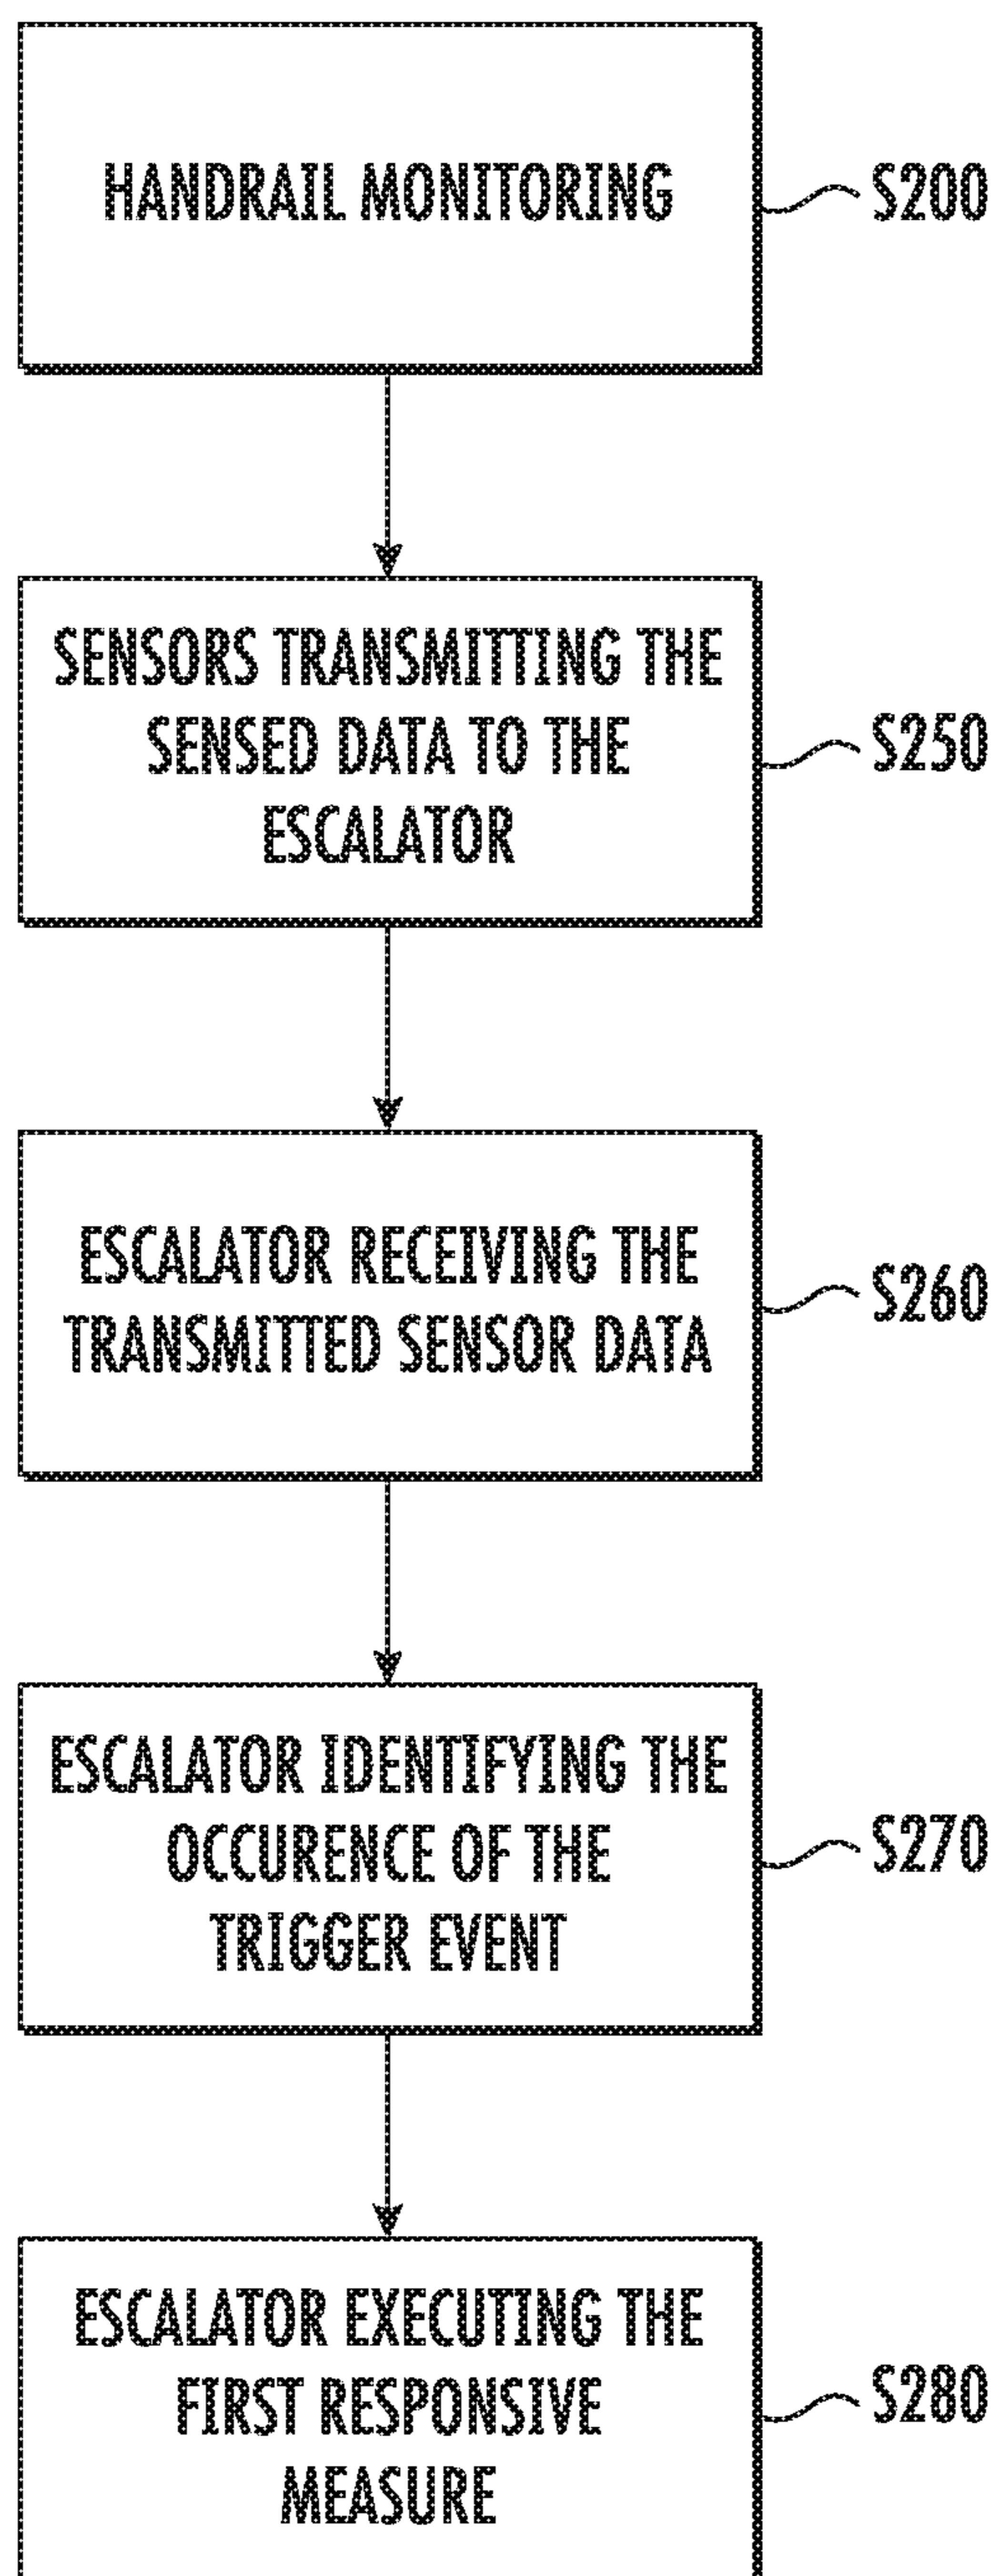 HANDRAIL MONITORING
S200
SENSORS TRANSMITTING THE
SENSED DATA TO THE
ESCALATOR
S250
ESCALATOR RECEIVING THE
TRANSMITTED SENSOR DATA
S260
ESCALATOR IDENTIFYING THE
OCCURENCE OF THE
TRIGGER EVENT
S270
ESCALATOR EXECUTING THE
FIRST RESPONSIVE
MEASURE
S280